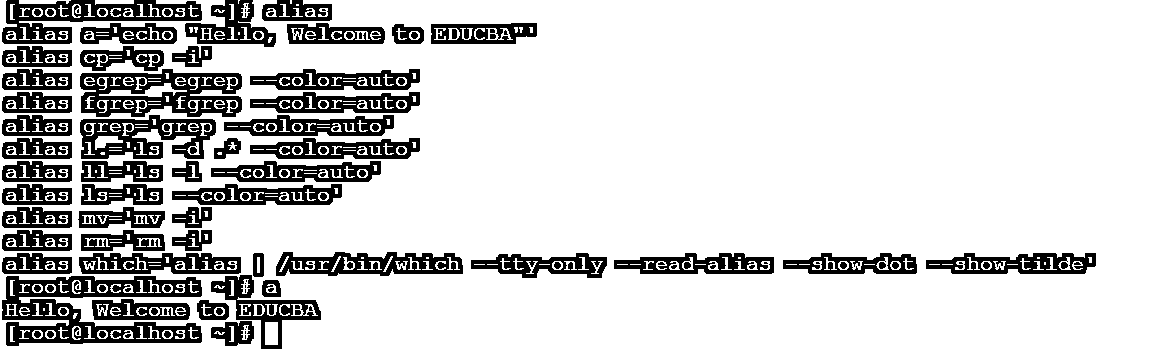 [root@localhost ~]# alias
alias a='echo "Hello, Welcome to EDUCBA"'
alias cp='cp -i'
alias egrep='egrep --color=auto'
alias fgrep='fgrep --color=auto'
alias grep='grep --color=auto'
alias l.='ls -d .* --color=auto'
alias ll='ls -l --color=auto'
alias ls='ls --color=auto'
alias mv='mv -i'
alias rm='rm -i'
alias which='alias | /usr/bin/which --tty-only --read-alias --show-dot --show-tilde'
[root@localhost ~]# a
Hello, Welcome to EDUCBA
[root@localhost ~]#